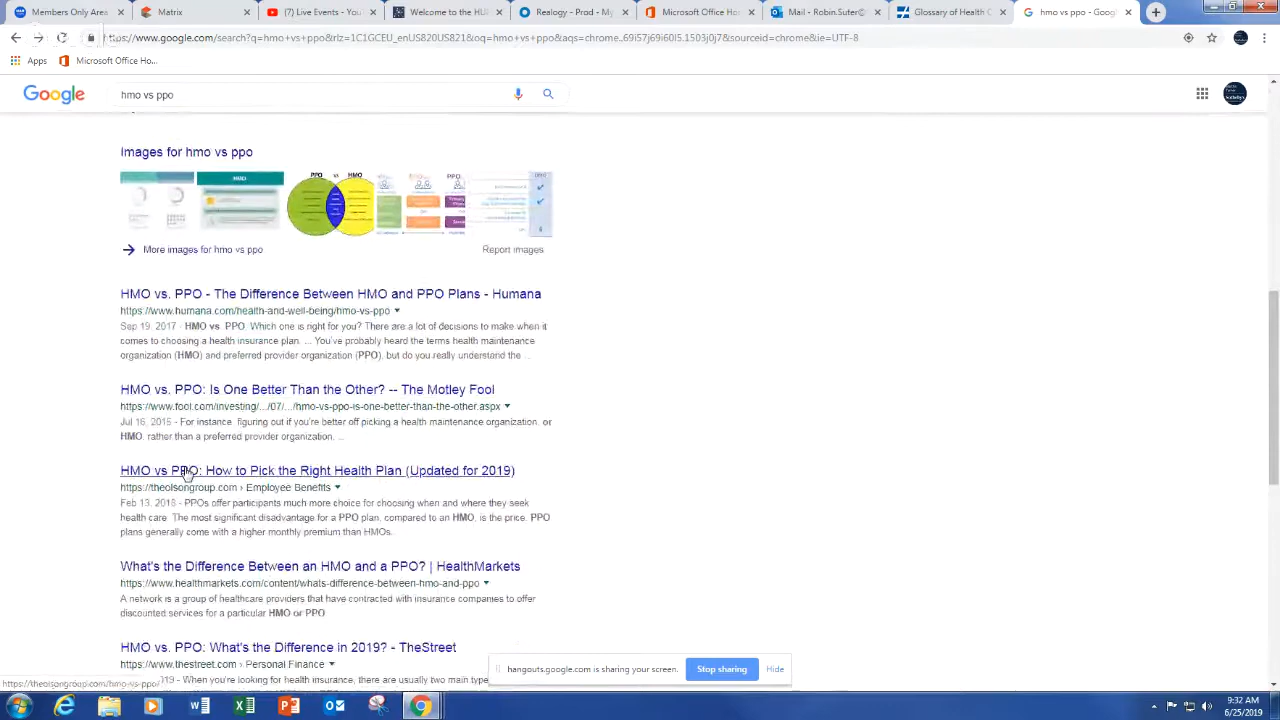 Members Only Areas
Matrix
(7) Live Events - You
Welcome to the HU
Realogy - Prod - My
Microsoft Office Ho
Mail - Robin.Suter©
Glossary of Health C
hmo vs ppo - Goog
https://www.google.com/search?q=hmo+vs+ppo&rlz=1C1GCEU_enUS820US821&oq=hmo+vs+ppo&aqs=chrome..69i57j69i60l5.1503j0j7&sourceid=chrome&ie=UTF-8
Apps
Microsoft Office Ho...
Google
hmo vs ppo
Images for hmo vs ppo
PPO vs HMO
PPO
More images for hmo vs ppo
Report images
HMO vs. PPO - The Difference Between HMO and PPO Plans - Humana
https://www.humana.com/health-and-well-being/hmo-vs-ppo
Sep 19, 2017 - HMO vs. PPO. Which one is right for you? There are a lot of decisions to make when it
comes to choosing a health insurance plan. ... You've probably heard the terms health maintenance
organization (HMO) and preferred provider organization (PPO), but do you really understand the ...
HMO vs. PPO: Is One Better Than the Other? -- The Motley Fool
https://www.fool.com/investing/.../07/.../hmo-vs-ppo-is-one-better-than-the-other.aspx
Jul 16, 2015 - For instance, figuring out if you're better off picking a health maintenance organization, or
HMO, rather than a preferred provider organization, ...
HMO vs PPO: How to Pick the Right Health Plan (Updated for 2019)
https://theolsongroup.com › Employee Benefits
Feb 13, 2018 - PPOs offer participants much more choice for choosing when and where they seek
health care. The most significant disadvantage for a PPO plan, compared to an HMO, is the price. PPO
plans generally come with a higher monthly premium than HMOs.
What's the Difference Between an HMO and a PPO? | HealthMarkets
https://www.healthmarkets.com/content/whats-difference-between-hmo-and-ppo
A network is a group of healthcare providers that have contracted with insurance companies to offer
discounted services for a particular HMO or PPO
HMO vs. PPO: What's the Difference in 2019? - TheStreet
https://www.thestreet.com › Personal Finance
2019 - When you're looking for health insurance, there are usually two main
hangouts.google.com is sharing your screen.
Stop sharing
Hide
https://theolsongroup.com/hmo-vs-ppo/
9:32 AM
6/25/2019